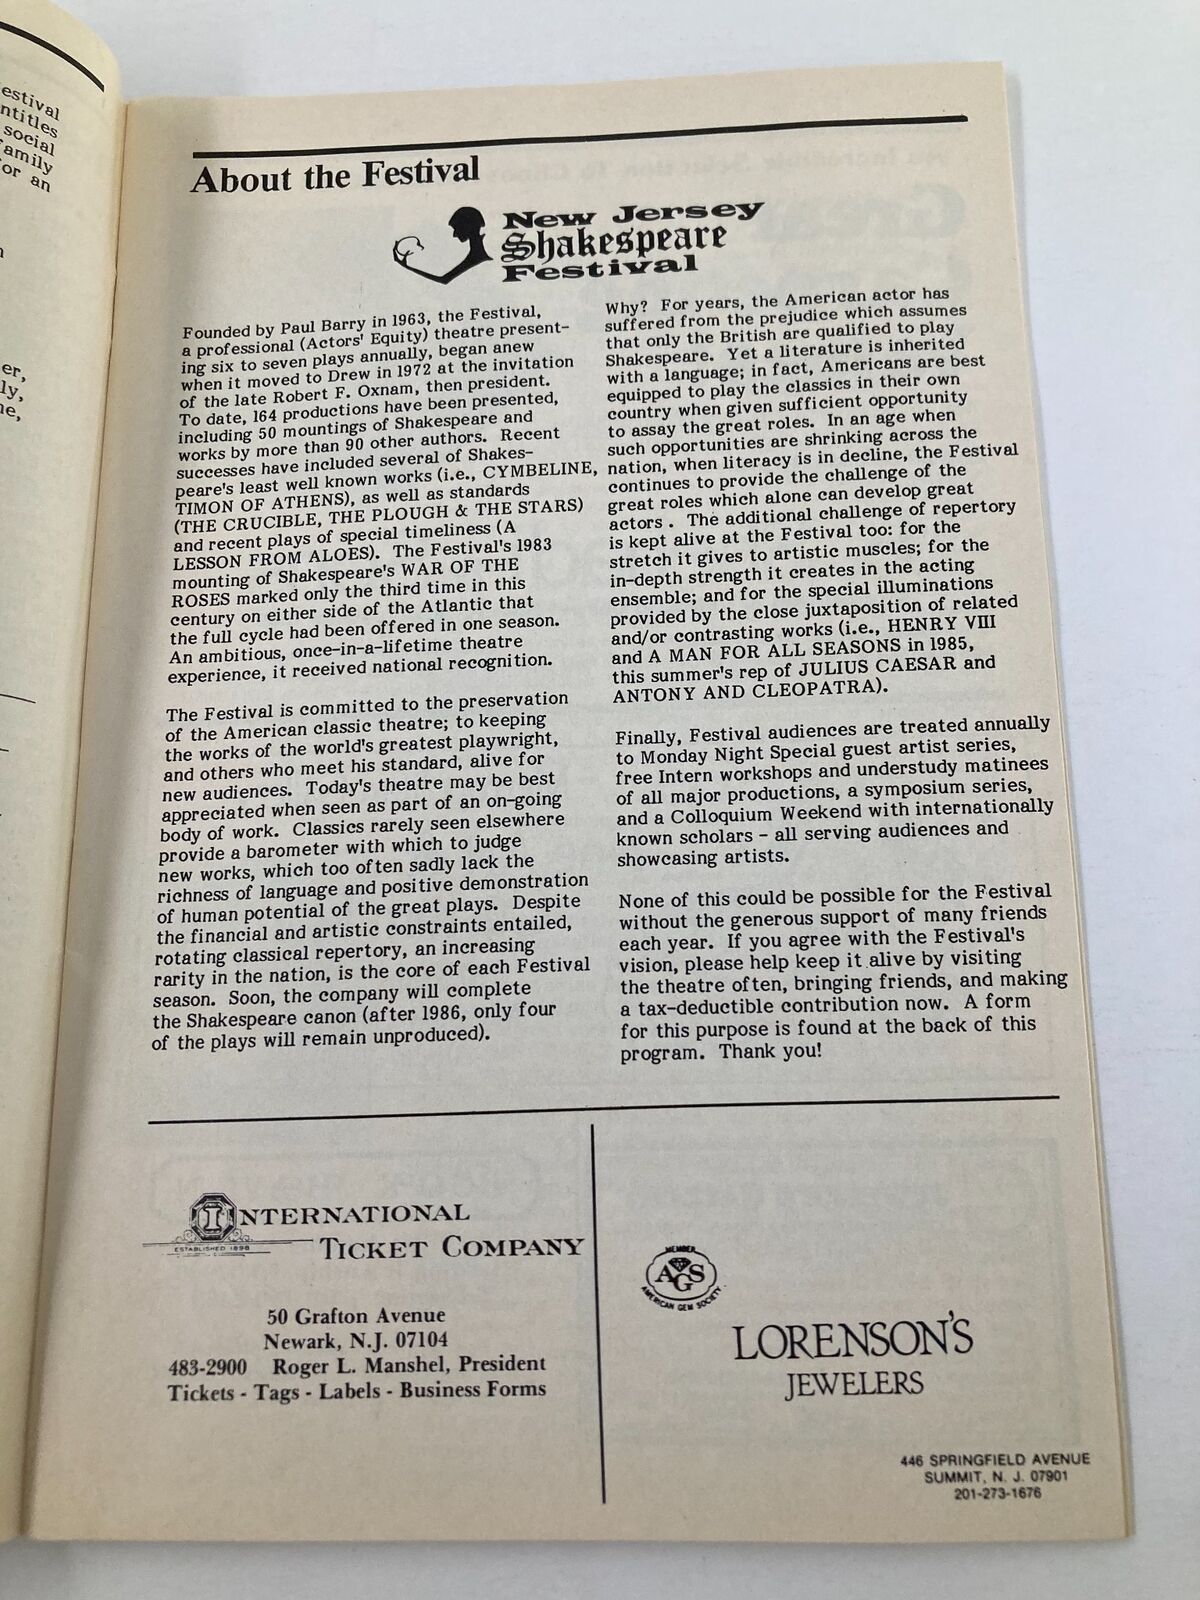 estival
ntitles
social
family
or an
er,
ly,
ne,
About the Festival
New Jersey
Shakespeare
Festival
Founded by Paul Barry in 1963, the Festival,
a professional (Actors' Equity) theatre present-
ing six to seven plays annually, began anew
when it moved to Drew in 1972 at the invitation
of the late Robert F. Oxnam, then president.
To date, 164 productions have been presented,
including 50 mountings of Shakespeare and
works by more than 90 other authors. Recent
successes have included several of Shakes-
peare's least well known works (i.e., CYMBELINE,
TIMON OF ATHENS), as well as standards
(THE CRUCIBLE, THE PLOUGH & THE STARS)
and recent plays of special timeliness (A
LESSON FROM ALOES). The Festival's 1983
mounting of Shakespeare's WAR OF THE
ROSES marked only the third time in this
century on either side of the Atlantic that
the full cycle had been offered in one season.
An ambitious, once-in-a-lifetime theatre
experience, it received national recognition.
The Festival is committed to the preservation
of the American classic theatre; to keeping
the works of the world's greatest playwright,
and others who meet his standard, alive for
new audiences. Today's theatre may be best
appreciated when seen as part of an on-going
body of work. Classics rarely seen elsewhere
provide a barometer with which to judge
new works, which too often sadly lack the
richness of language and positive demonstration
of human potential of the great plays. Despite
the financial and artistic constraints entailed,
rotating classical repertory, an increasing
rarity in the nation, is the core of each Festival
season. Soon, the company will complete
the Shakespeare canon (after 1986, only four
of the plays will remain unproduced).
Why? For years, the American actor has
suffered from the prejudice which assumes
that only the British are qualified to play
Shakespeare. Yet a literature is inherited
with a language; in fact, Americans are best
equipped to play the classics in their own
country when given sufficient opportunity
to assay the great roles. In an age when
such opportunities are shrinking across the
nation, when literacy is in decline, the Festival
continues to provide the challenge of the
great roles which alone can develop great
actors. The additional challenge of repertory
is kept alive at the Festival too: for the
stretch it gives to artistic muscles; for the
in-depth strength it creates in the acting
ensemble; and for the special illuminations
provided by the close juxtaposition of related
and/or contrasting works (i.e., HENRY VIII
and A MAN FOR ALL SEASONS in 1985,
this summer's rep of JULIUS CAESAR and
ANTONY AND CLEOPATRA).
Finally, Festival audiences are treated annually
to Monday Night Special guest artist series,
free Intern workshops and understudy matinees
of all major productions, a symposium series,
and a Colloquium Weekend with internationally
known scholars - all serving audiences and
showcasing artists.
None of this could be possible for the Festival
without the generous support of many friends
each year. If you agree with the Festival's
vision, please help keep it alive by visiting
the theatre often, bringing friends, and making
a tax-deductible contribution now. A form
for this purpose is found at the back of this
program. Thank you!
INTERNATIONAL
ESTABLISHED 1898
TICKET COMPANY
50 Grafton Avenue
Newark, N.J. 07104
483-2900 Roger L. Manshel, President
Tickets - Tags - Labels - Business Forms
MEMBER
AGS
AMERICAN GEM SOCIETY
LORENSON'S
JEWELERS
446 SPRINGFIELD AVENUE
SUMMIT, N. J. 07901
201-273-1676